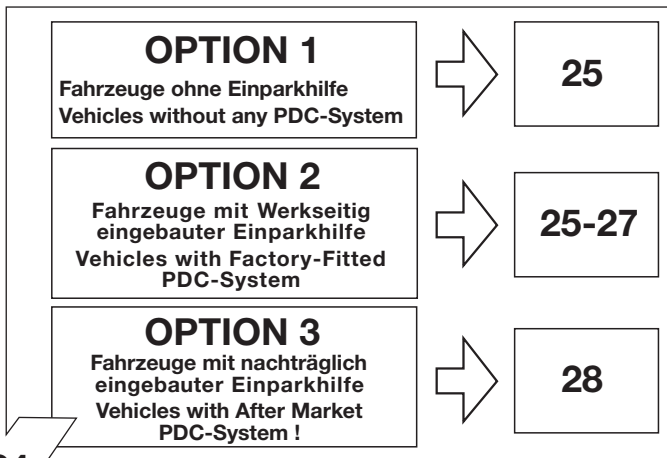 OPTION 1
Fahrzeuge ohne Einparkhilfe
Vehicles without any PDC-System
25
OPTION 2
Fahrzeuge mit Werkseitig
eingebauter Einparkhilfe
Vehicles with Factory-Fitted
PDC-System
25-27
OPTION 3
Fahrzeuge mit nachträglich
eingebauter Einparkhilfe
Vehicles with After Market
PDC-System !
28